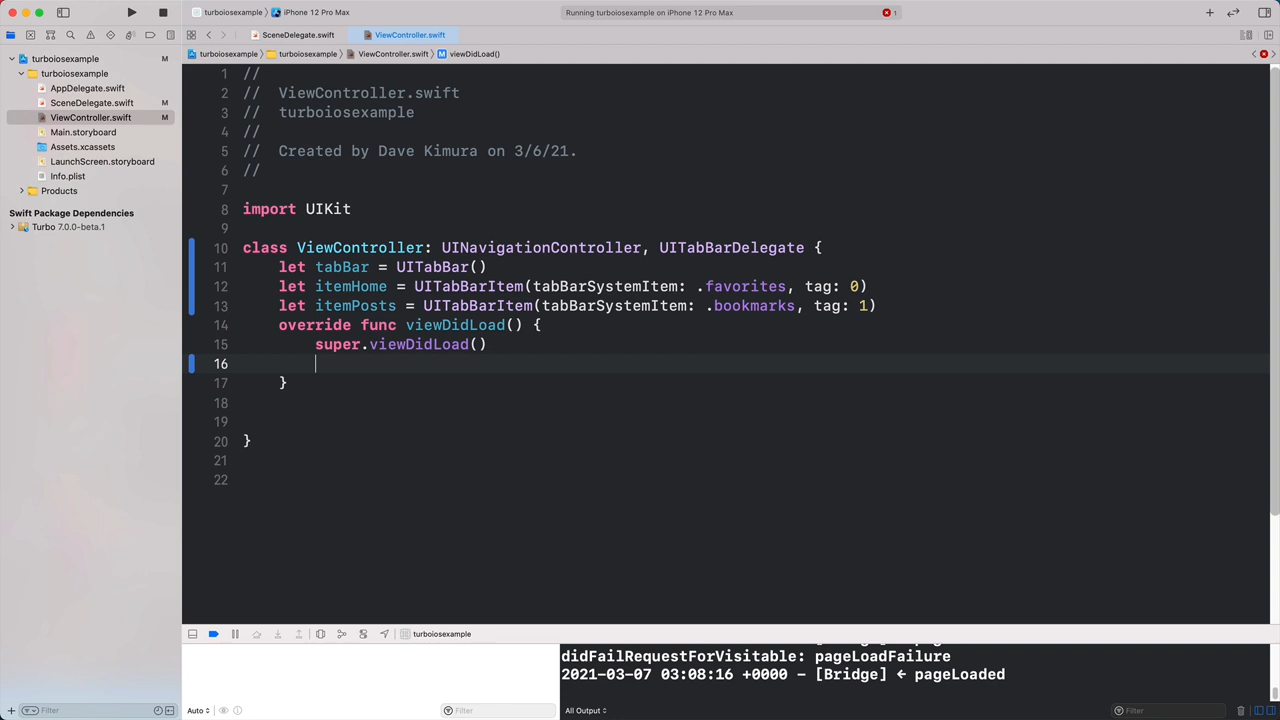 turboiosexample
iPhone 12 Pro Max
Running turboiosexample on iPhone 12 Pro Max
1
SceneDelegate.swift
ViewController.swift
turboiosexample
turboiosexample
ViewController.swift
M
viewDidLoad()
turboiosexample M
turboiosexample
AppDelegate.swift
SceneDelegate.swift M
ViewController.swift M
Main.storyboard
Assets.xcassets
LaunchScreen.storyboard
Info.plist
Products
Swift Package Dependencies
Turbo 7.0.0-beta.1
1 //
2 // ViewController.swift
3 // turboiosexample
4 //
5 // Created by Dave Kimura on 3/6/21.
6 //
7
8 import UIKit
9
10 class ViewController: UINavigationController, UITabBarDelegate {
11 let tabBar = UITabBar()
12 let itemHome = UITabBarItem(tabBarSystemItem: .favorites, tag: 0)
13 let itemPosts = UITabBarItem(tabBarSystemItem: .bookmarks, tag: 1)
14 override func viewDidLoad() {
15 super.viewDidLoad()
16
17 }
18
19
20 }
21
22
turboiosexample
didFailRequestForVisitable: pageLoadFailure
2021-03-07 03:08:16 +0000 - [Bridge] ← pageLoaded
Filter
Auto
Filter
All Output
Filter